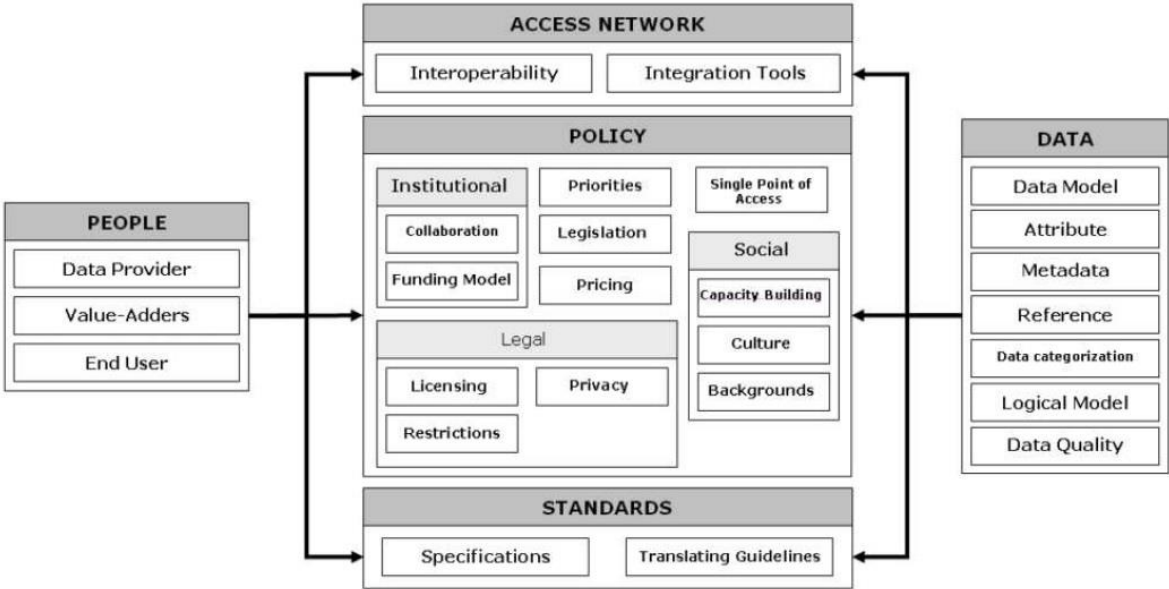 ACCESS NETWORK
Interoperability
Integration Tools
PEOPLE
Data Provider
Value-Adders
End User
POLICY
Institutional
Collaboration
Funding Model
Priorities
Legislation
Pricing
Single Point of
Access
Social
Capacity Building
Culture
Backgrounds
Legal
Licensing
Privacy
Restrictions
STANDARDS
Specifications
Translating Guidelines
DATA
Data Model
Attribute
Metadata
Reference
Data categorization
Logical Model
Data Quality